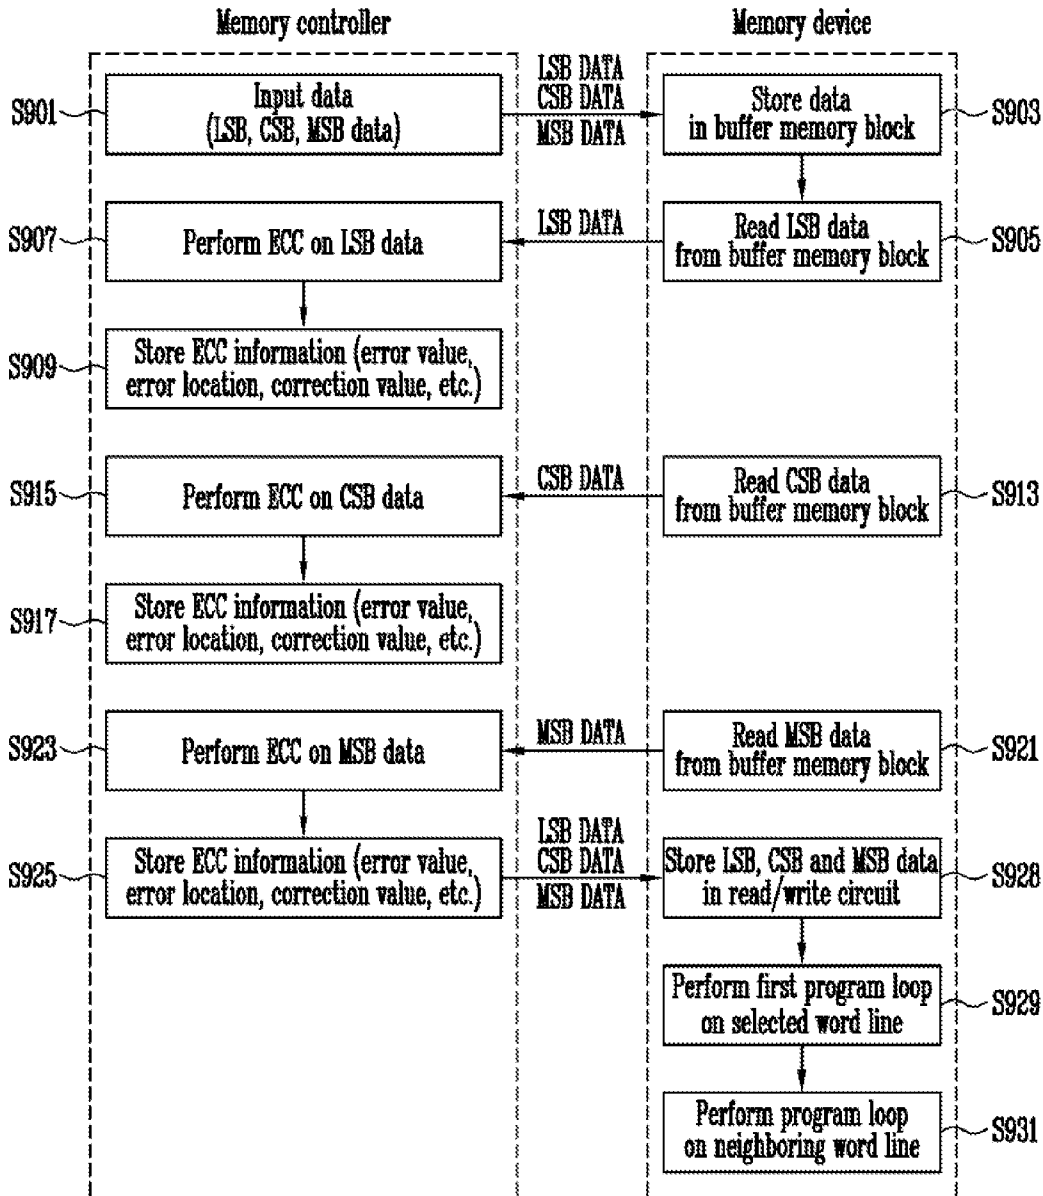 Memory controller
Memory device
S901
Input data
(LSB, CSB, MSB data)
LSB DATA
CSB DATA
MSB DATA
Store data
in buffer memory block
S903
S907
Perform ECC on LSB data
LSB DATA
Read LSB data
from buffer memory block
S905
S909
Store ECC information (error value,
error location, correction value, etc.)
S915
Perform ECC on CSB data
CSB DATA
Read CSB data
from buffer memory block
S913
S917
Store ECC information (error value,
error location, correction value, etc.)
S923
Perform ECC on MSB data
MSB DATA
Read MSB data
from buffer memory block
S921
S925
Store ECC information (error value,
error location, correction value, etc.)
LSB DATA
CSB DATA
MSB DATA
Store LSB, CSB and MSB data
in read/write circuit
S928
Perform first program loop
on selected word line
S929
Perform program loop
on neighboring word line
S931